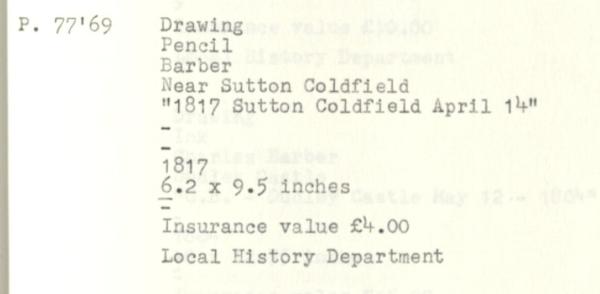 P. 77'69 Drawing
Pencil
Barber
Near Sutton Coldfield
"1817 Sutton Coldfield April 14"
-
-
1817
6.2 x 9.5 inches
-
Insurance value £4.00
Local History Department